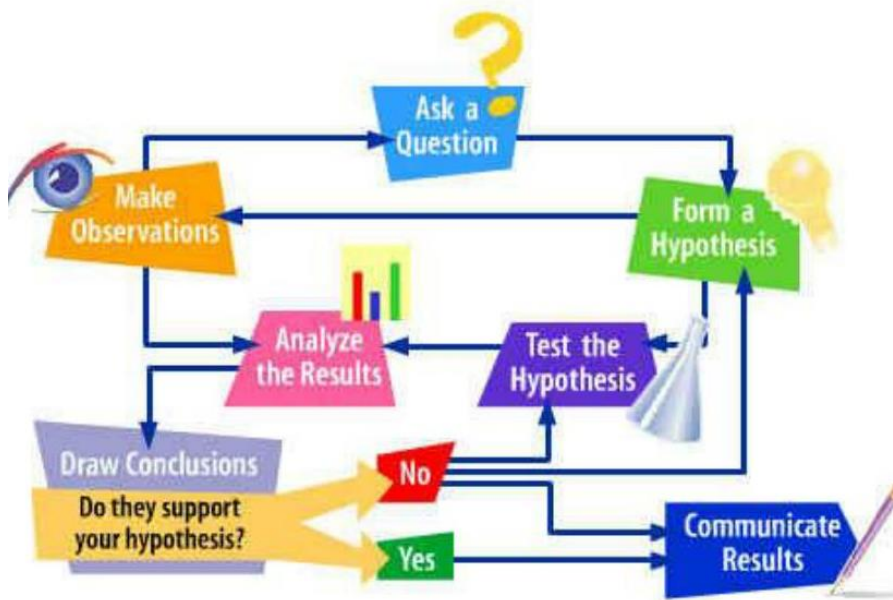 Ask a
Question
Make
Observations
Form a
Hypothesis
Analyze
the Results
Test the
Hypothesis
Draw Conclusions
Do they support
your hypothesis?
No
Yes
Communicate
Results